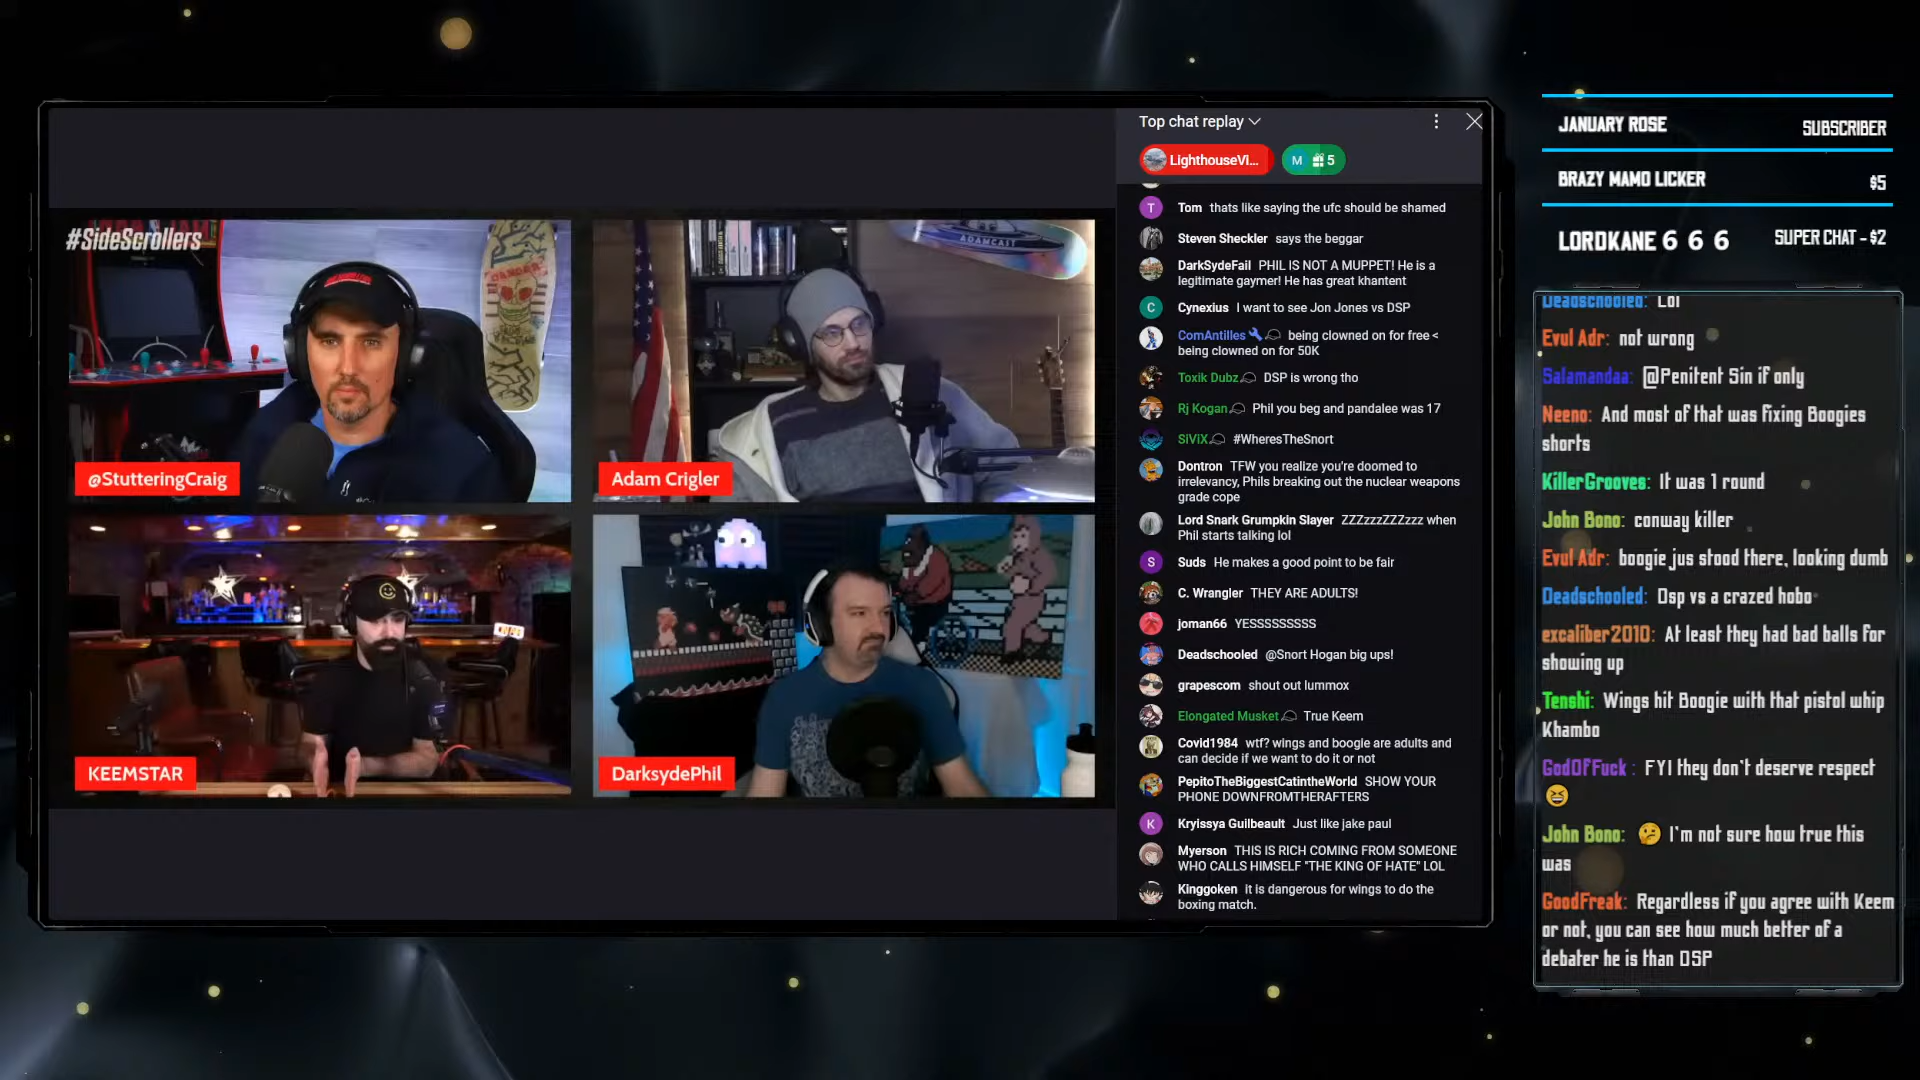 #SideScrollers
ADAMCAST
DANGER
@StutteringCraig
Adam Crigler
ON AIR
KEEMSTAR
DarksydePhil
Top chat replay
LighthouseVi...
M 5
T Tom thats like saying the ufc should be shamed
Steven Sheckler says the beggar
DarkSydeFail PHIL IS NOT A MUPPET! He is a
legitimate gaymer! He has great khantent
C Cynexius I want to see Jon Jones vs DSP
ComAntilles being clowned on for free <
being clowned on for 50K
Toxik Dubz DSP is wrong tho
Rj Kogan Phil you beg and pandalee was 17
SiViX #WheresTheSnort
Dontron TFW you realize you're doomed to
irrelevancy, Phils breaking out the nuclear weapons
grade cope
Lord Snark Grumpkin Slayer ZZZzzzZZZzzz when
Phil starts talking lol
S Suds He makes a good point to be fair
C. Wrangler THEY ARE ADULTS!
joman66 YESSSSSSSS
Deadschooled @Snort Hogan big ups!
grapescom shout out lummox
Elongated Musket True Keem
Covid1984 wtf? wings and boogie are adults and
can decide if we want to do it or not
PepitoTheBiggestCatintheWorld SHOW YOUR
PHONE DOWNFROMTHERAFTERS
K Kryissya Guilbeault Just like jake paul
Myerson THIS IS RICH COMING FROM SOMEONE
WHO CALLS HIMSELF "THE KING OF HATE" LOL
Kinggoken It is dangerous for wings to do the
boxing match.
JANUARY ROSE SUBSCRIBER
BRAZY MAMO LICKER $5
LORDKANE 6 6 6 SUPER CHAT - $2
Deadschooled: Lol
Evul Adr: not wrong
Salamandaa: @Penitent Sin if only
Neeno: And most of that was fixing Boogies
shorts
KillerGrooves: It was 1 round
John Bono: conway killer
Evul Adr: boogie jus stood there, looking dumb
Deadschooled: Dsp vs a crazed hobo
excaliber2010: At least they had bad balls for
showing up
Tenshi: Wings hit Boogie with that pistol whip
Khambo
GodOfFuck : FYI they don't deserve respect
😆
John Bono: 🤔 I'm not sure how true this
was
GoodFreak: Regardless if you agree with Keem
or not, you can see how much better of a
debater he is than DSP